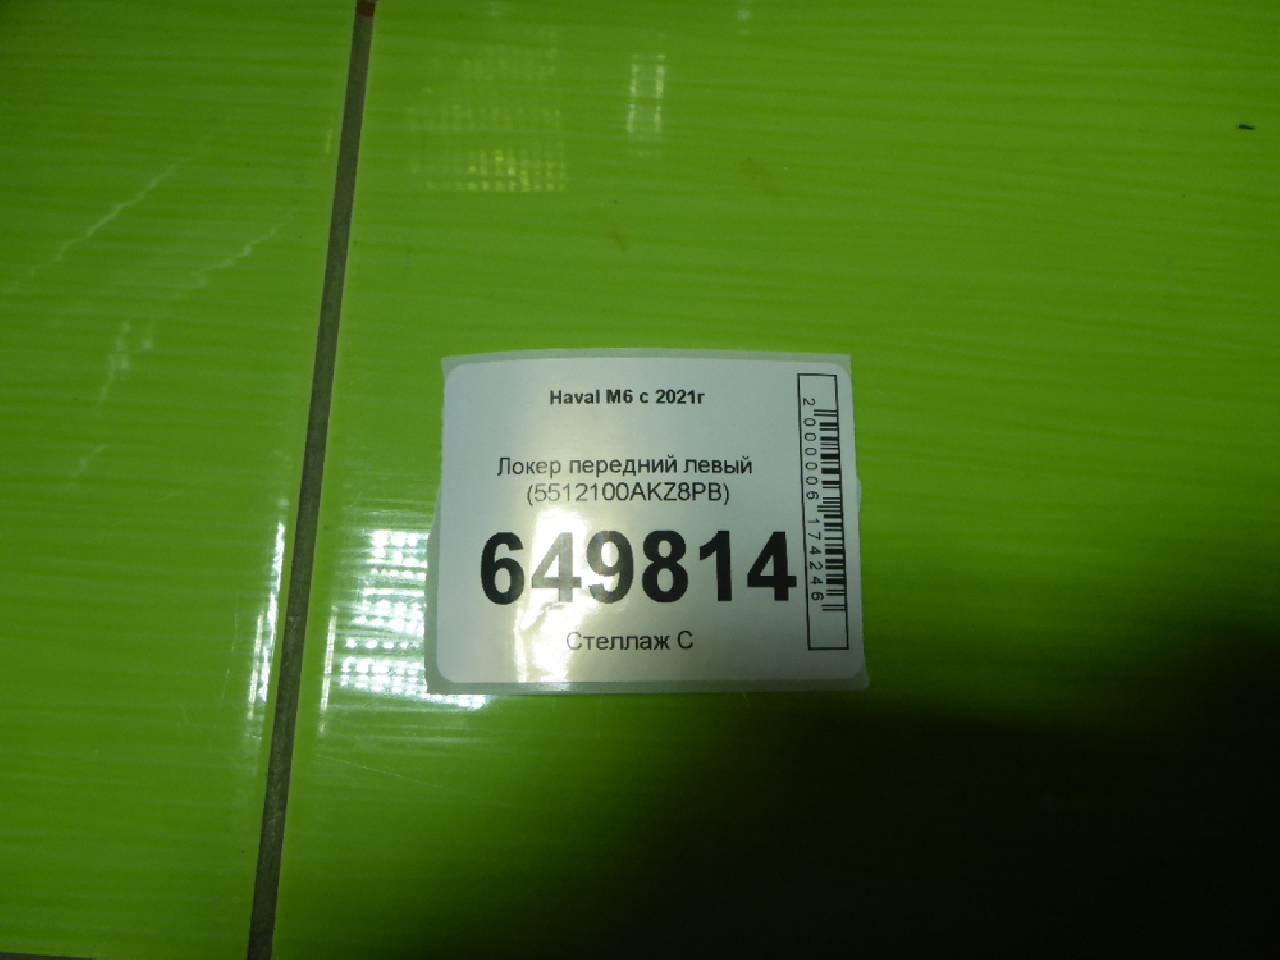 Haval M6 с 2021г
Локер передний левый
(5512100AKZ8PB)
649814
Стеллаж С
2000006174246